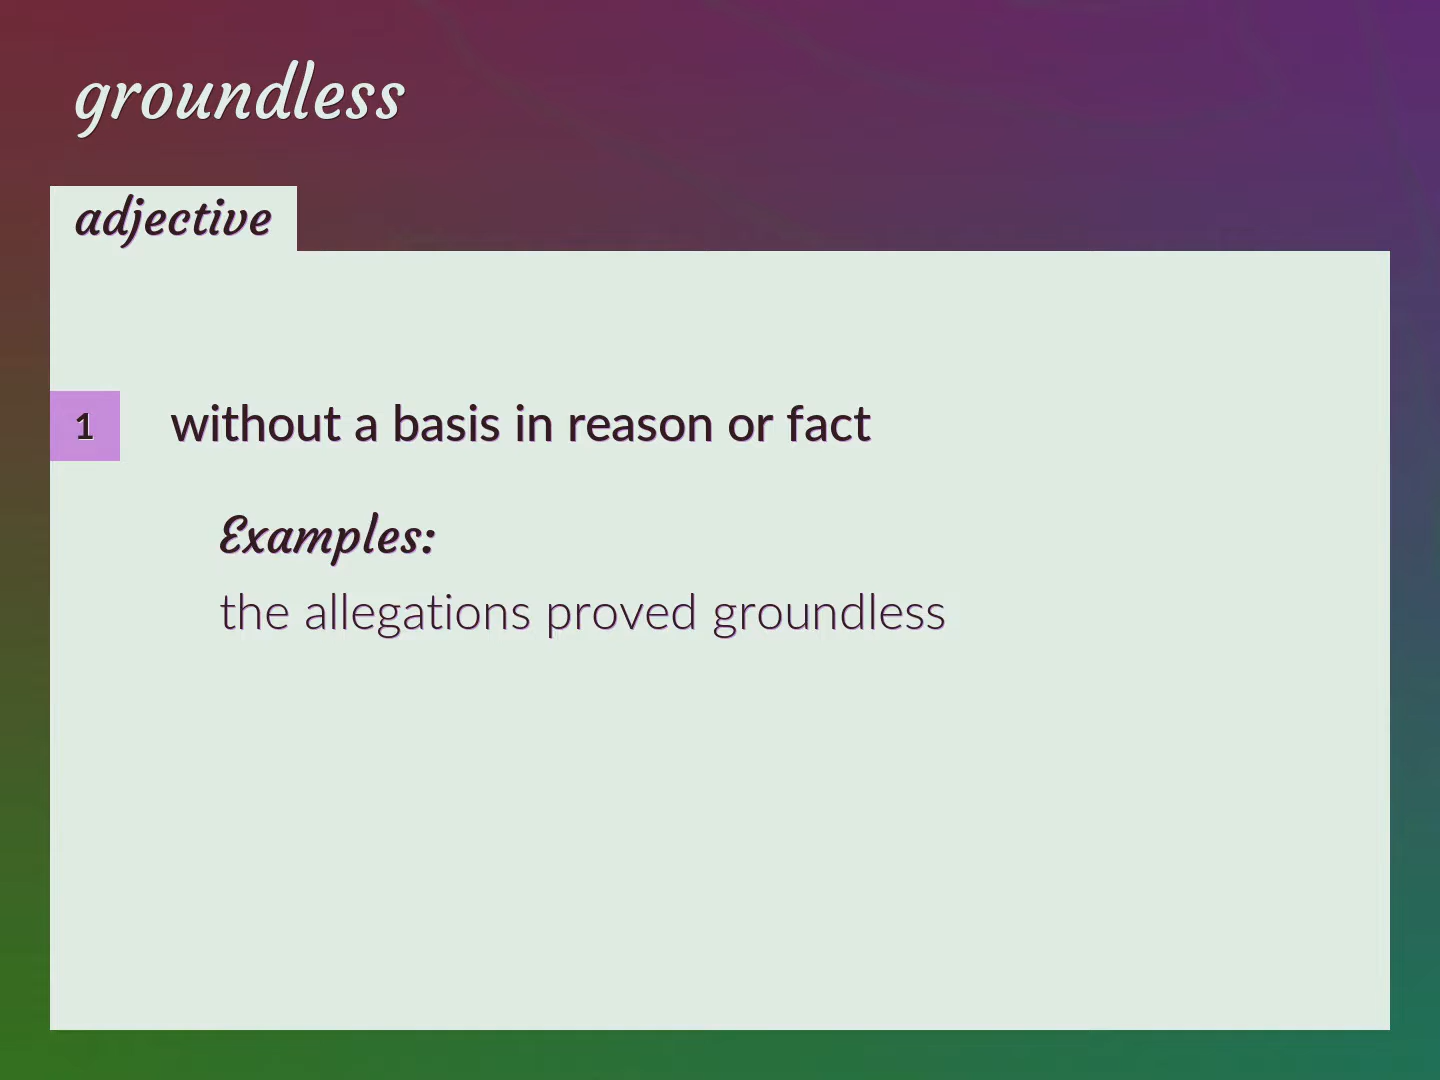 groundless
adjective
1
without a basis in reason or fact
Examples:
the allegations proved groundless